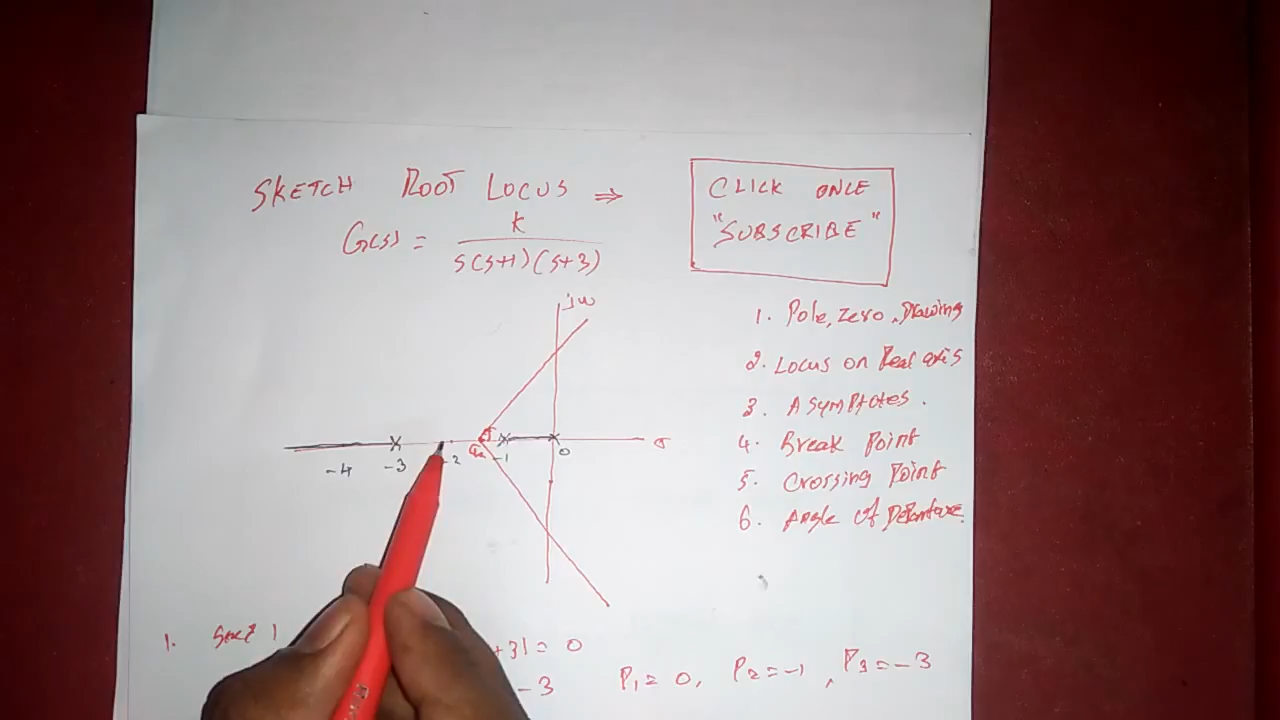 SKETCH ROOT LOCUS ⇒
G(s) = K / S(S+1)(S+3)
CLICK ONCE
"SUBSCRIBE"
jw
σ
-4 -3 -2 -1 0
1. Pole, Zero, Drawing
2. Locus on Real axis
3. Asymptotes.
4. Break Point
5. Crossing Point
6. Angle of
1.
+3) = 0
-3 P1 = 0, P2 = -1, P3 = -3